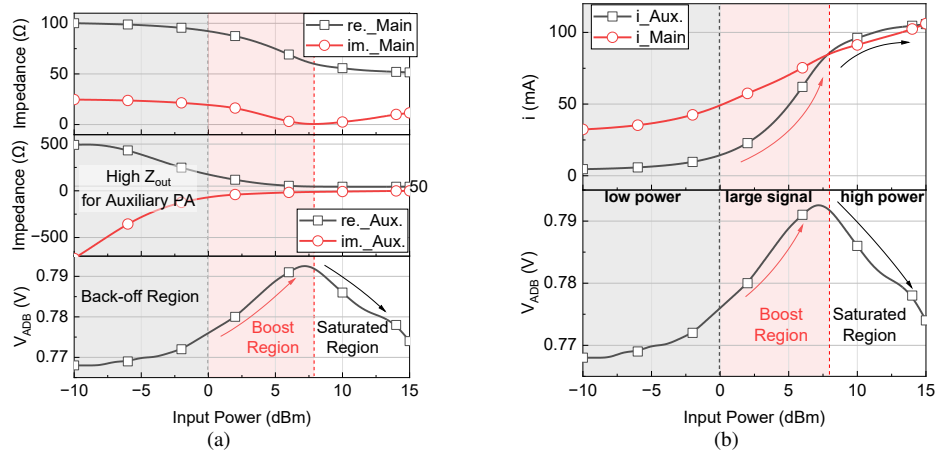 Impedance (Ω)
100
50
0
re._Main
im._Main
Impedance (Ω)
500
0
−500
High Zout
for Auxiliary PA
50
re._Aux.
im._Aux.
VADB (V)
0.79
0.78
0.77
Back-off Region
Boost
Region
Saturated
Region
−10 −5 0 5 10 15
Input Power (dBm)
(a)
i (mA)
100
50
0
i_Aux.
i_Main
low power large signal high power
VADB (V)
0.79
0.78
0.77
Boost
Region
Saturated
Region
−10 −5 0 5 10 15
Input Power (dBm)
(b)